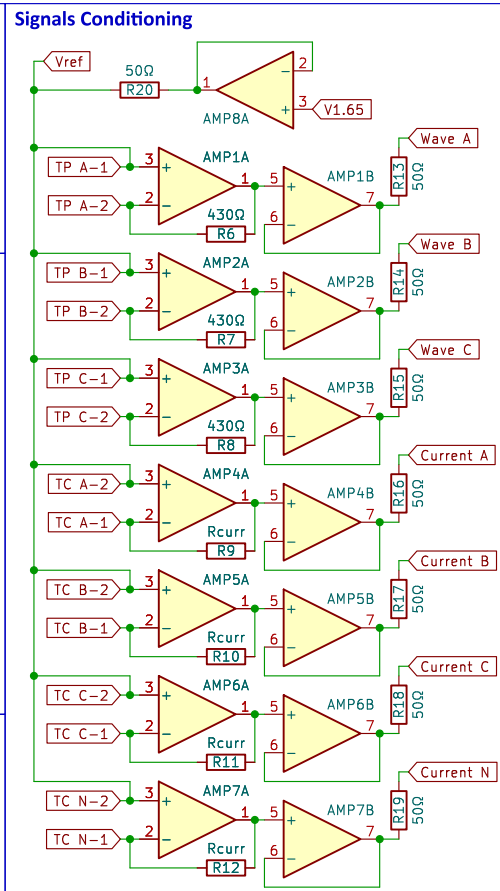 Signals Conditioning
Vref
50Ω
R20
1
2
−
3
+
V1.65
AMP8A
Wave A
TP A-1
3
+
AMP1A
1
5
+
AMP1B
7
R13
50Ω
TP A-2
2
−
6
−
430Ω
R6
Wave B
TP B-1
3
+
AMP2A
1
5
+
AMP2B
7
R14
50Ω
TP B-2
2
−
6
−
430Ω
R7
Wave C
TP C-1
3
+
AMP3A
1
5
+
AMP3B
7
R15
50Ω
TP C-2
2
−
6
−
430Ω
R8
Current A
TC A-2
3
+
AMP4A
1
5
+
AMP4B
7
R16
50Ω
TC A-1
2
−
6
−
Rcurr
R9
Current B
TC B-2
3
+
AMP5A
1
5
+
AMP5B
7
R17
50Ω
TC B-1
2
−
6
−
Rcurr
R10
Current C
TC C-2
3
+
AMP6A
1
5
+
AMP6B
7
R18
50Ω
TC C-1
2
−
6
−
Rcurr
R11
Current N
TC N-2
3
+
AMP7A
1
5
+
AMP7B
7
R19
50Ω
TC N-1
2
−
6
−
Rcurr
R12